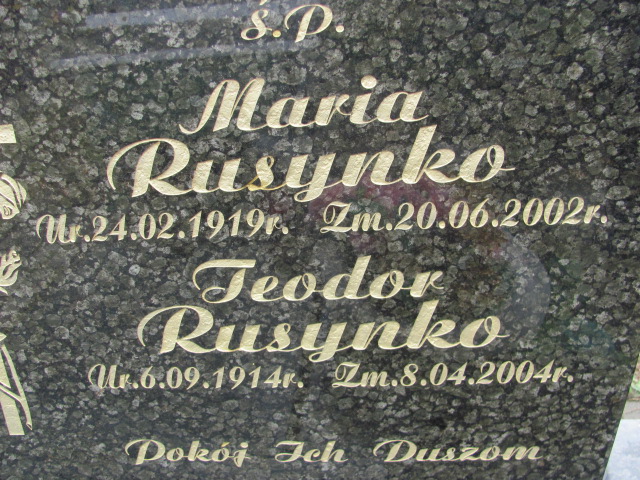 Ś.P.
Maria
Rusynko
Ur.24.02.1919r. Zm.20.06.2002r.
Teodor
Rusynko
Ur.6.09.1914r. Zm.8.04.2004r.
Pokój Ich Duszom